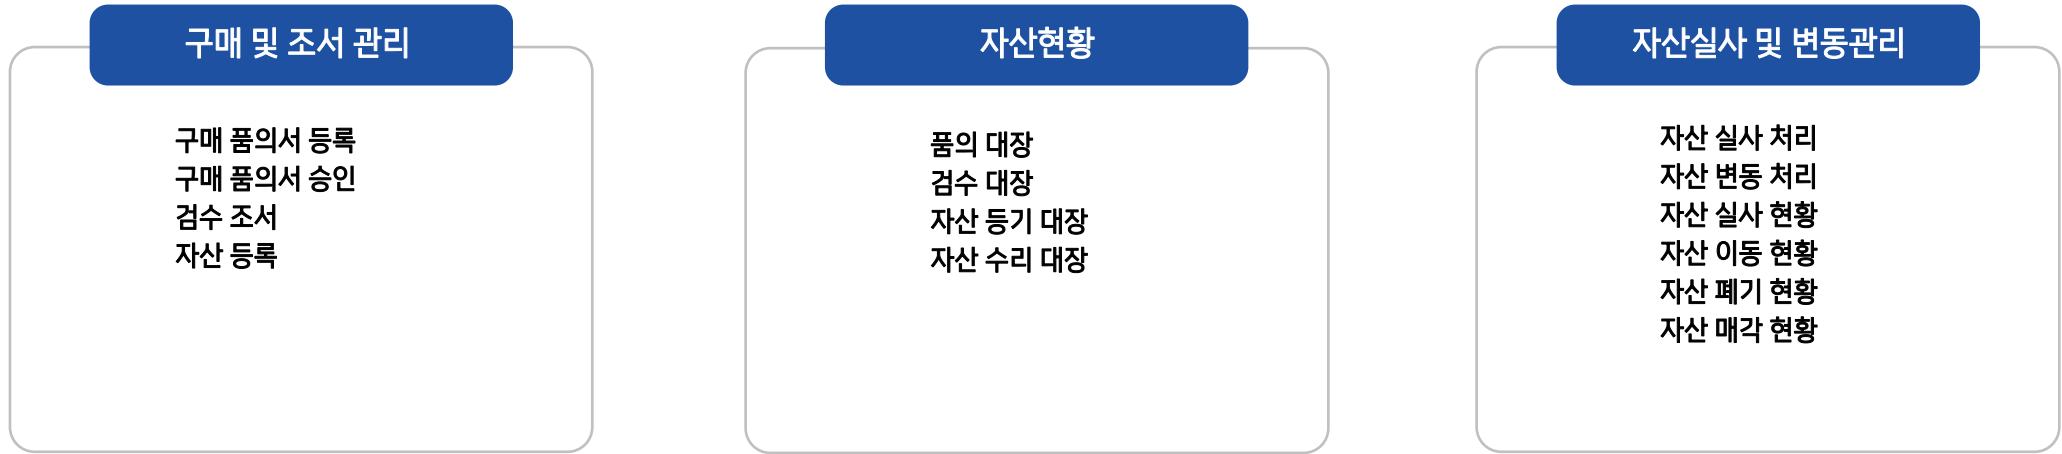 구매 및 조서 관리
구매 품의서 등록
구매 품의서 승인
검수 조서
자산 등록
자산현황
품의 대장
검수 대장
자산 등기 대장
자산 수리 대장
자산실사 및 변동관리
자산 실사 처리
자산 변동 처리
자산 실사 현황
자산 이동 현황
자산 폐기 현황
자산 매각 현황